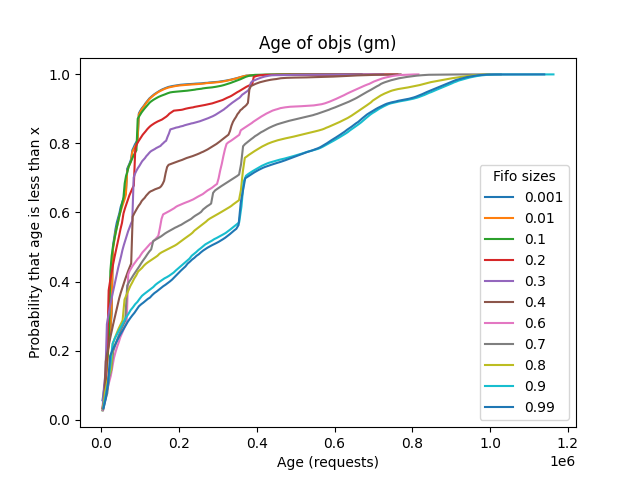 Age of objs (gm)
Probability that age is less than x
1.0
0.8
0.6
0.4
0.2
0.0
Fifo sizes
0.001
0.01
0.1
0.2
0.3
0.4
0.6
0.7
0.8
0.9
0.99
0.0 0.2 0.4 0.6 0.8 1.0 1.2
1e6
Age (requests)